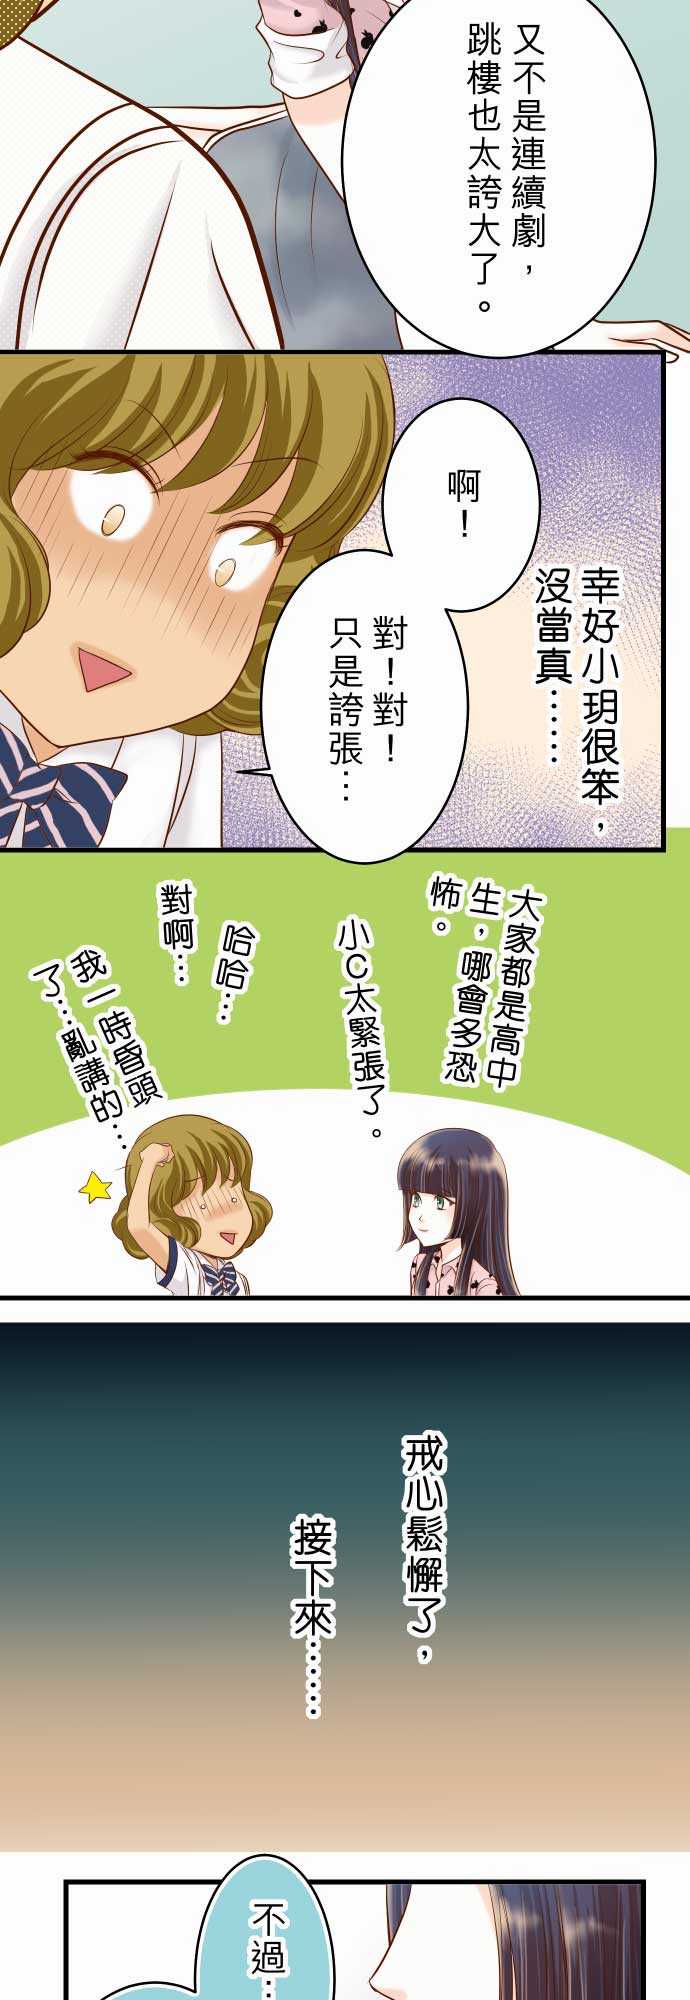 又不是連續劇，
跳樓也太誇大了。
啊！
對！對！
只是誇張…
幸好小玥很笨，
沒當真……
大家都是高中
生，哪會多恐
怖。
小C太緊張了。
哈哈…
對啊…
我一時昏頭
了…亂講的…
戒心鬆懈了，
接下來……
不過…